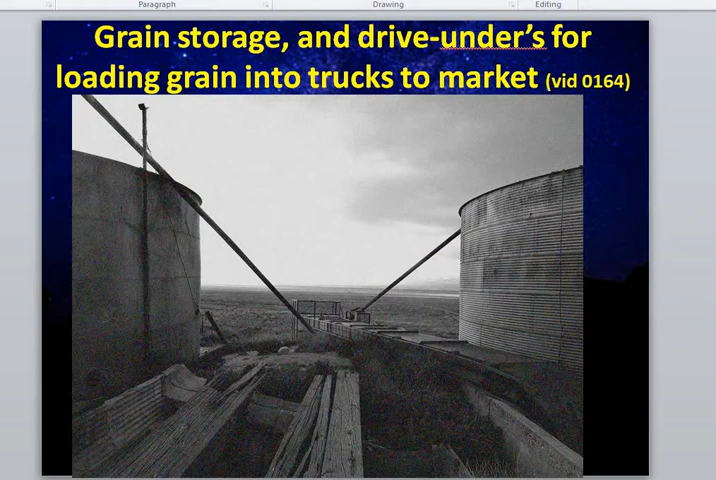 Paragraph Drawing Editing
Grain storage, and drive-under's for
loading grain into trucks to market (vid 0164)